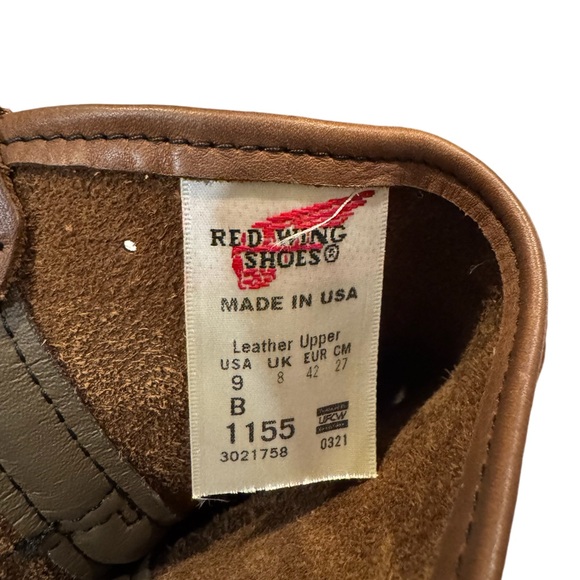 RED WING
SHOES®
MADE IN USA
Leather Upper
USA UK EUR CM
9 8 42 27
B
UFCW
1155
3021758 0321